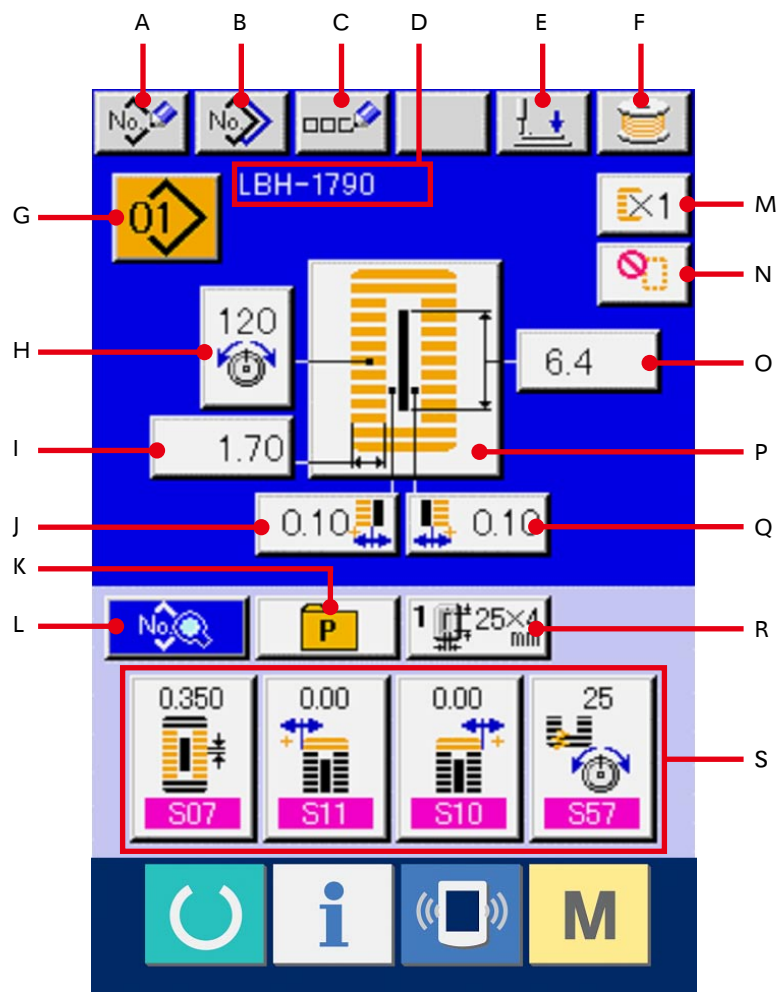 A B C D E F
No. No.
LBH-1790
G 01 ×1 M
N
120
H 6.4 O
I 1.70 P
J 0.10 0.10 Q
K
L No. P 1 25×4 mm R
0.350 0.00 0.00 25
S
S07 S11 S10 S57
i M